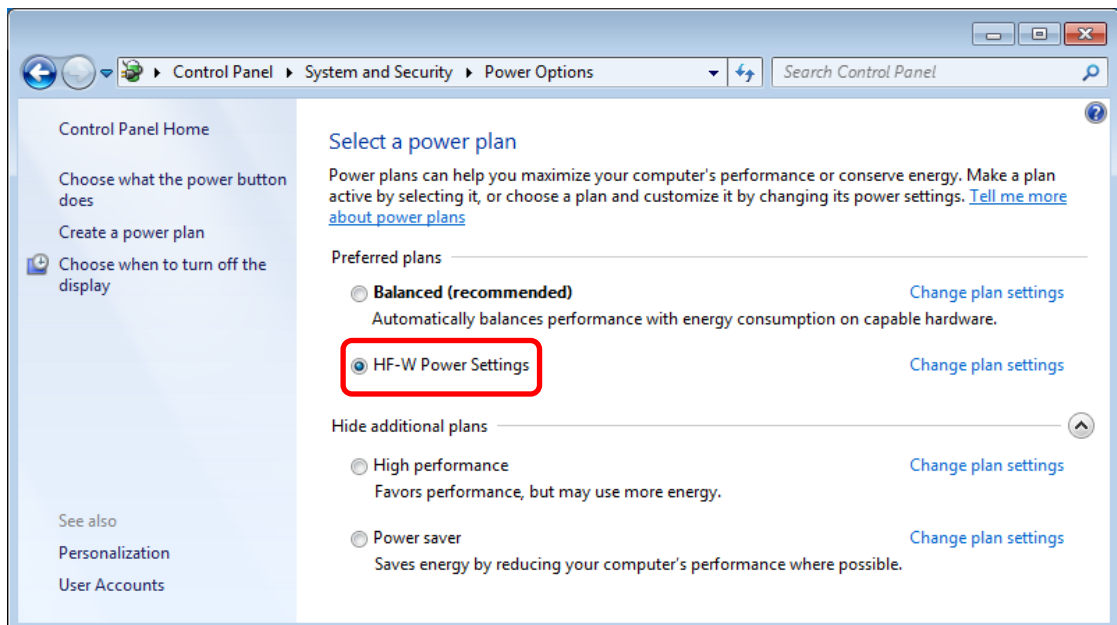 Control Panel System and Security Power Options
Search Control Panel
Control Panel Home
Choose what the power button
does
Create a power plan
Choose when to turn off the
display
See also
Personalization
User Accounts
Select a power plan
Power plans can help you maximize your computer's performance or conserve energy. Make a plan
active by selecting it, or choose a plan and customize it by changing its power settings. Tell me more
about power plans
Preferred plans
Balanced (recommended) Change plan settings
Automatically balances performance with energy consumption on capable hardware.
HF-W Power Settings Change plan settings
Hide additional plans
High performance Change plan settings
Favors performance, but may use more energy.
Power saver Change plan settings
Saves energy by reducing your computer's performance where possible.